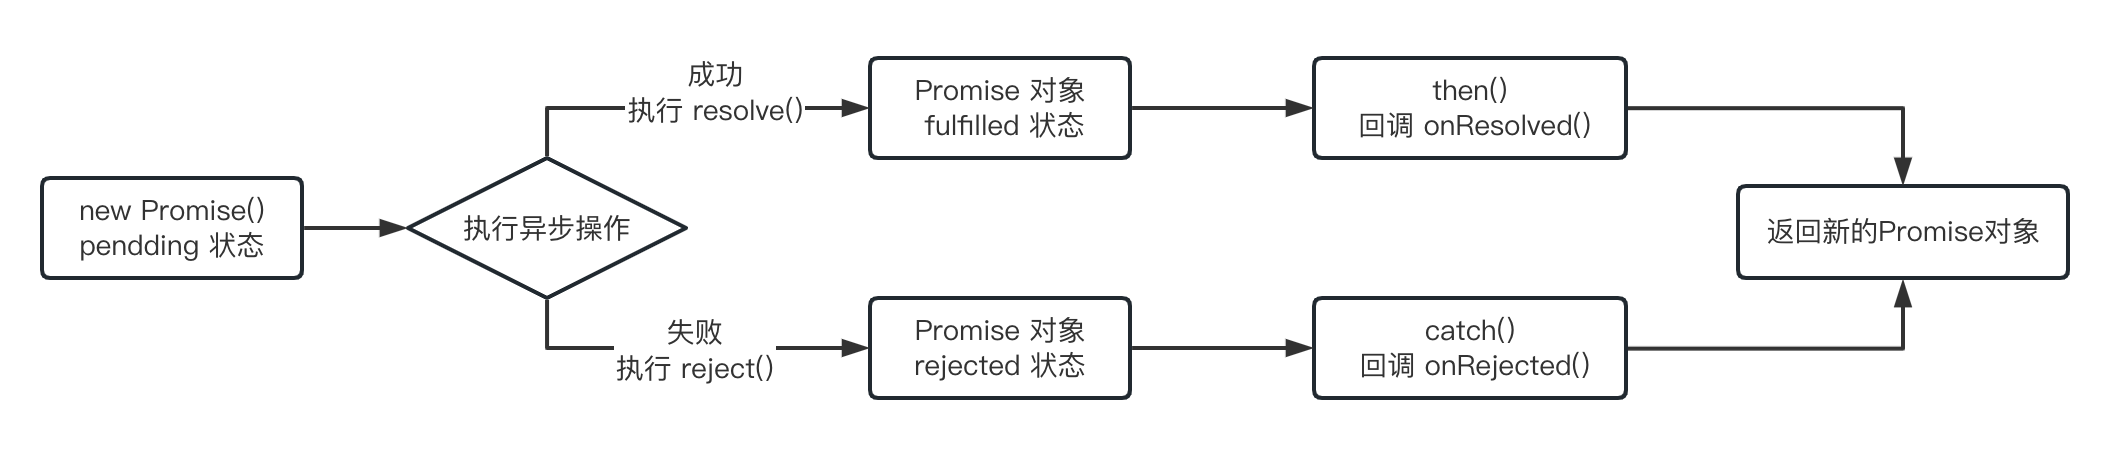 new Promise()
pendding 状态
执行异步操作
成功
执行 resolve()
Promise 对象
fulfilled 状态
then()
回调 onResolved()
失败
执行 reject()
Promise 对象
rejected 状态
catch()
回调 onRejected()
返回新的Promise对象